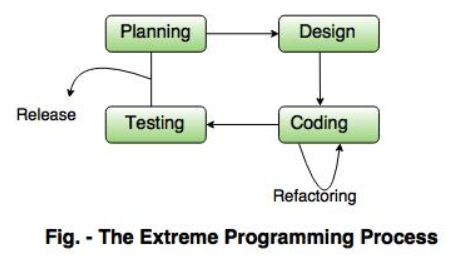 Planning
Design
Release
Testing
Coding
Refactoring
Fig. - The Extreme Programming Process